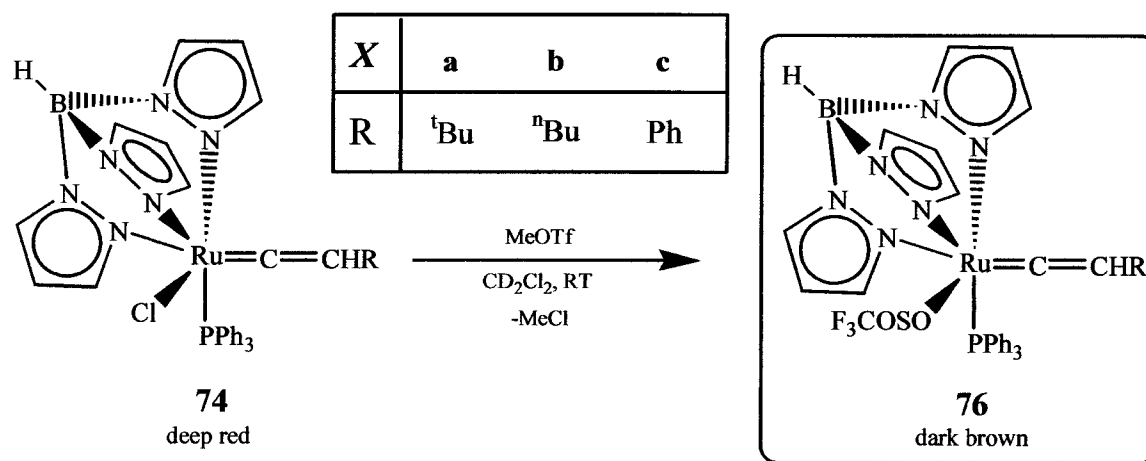 X a b c
R ᵗBu ⁿBu Ph
H
B
N
N
N
N
N
N
Ru=C=CHR
Cl
PPh₃
74
deep red
MeOTf
CD₂Cl₂, RT
-MeCl
H
B
N
N
N
N
N
N
Ru=C=CHR
F₃COSO
PPh₃
76
dark brown